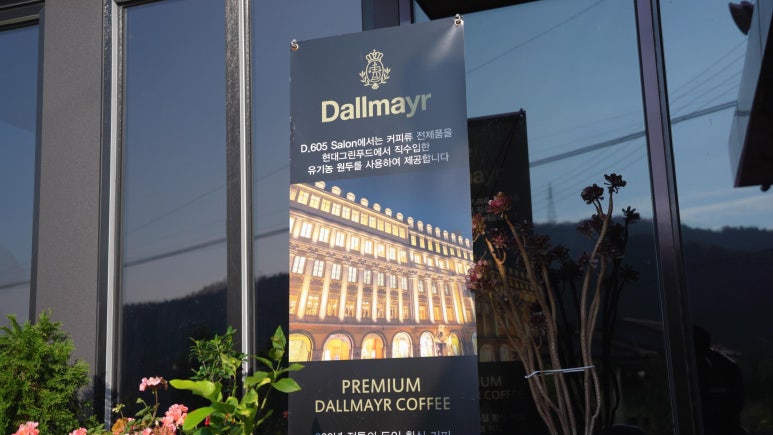 Dallmayr
D,605 Salon에서는 커피류 전제품을
현대그린푸드에서 직수입한
유기농 원두를 사용하여 제공합니다
PREMIUM
DALLMAYR COFFEE